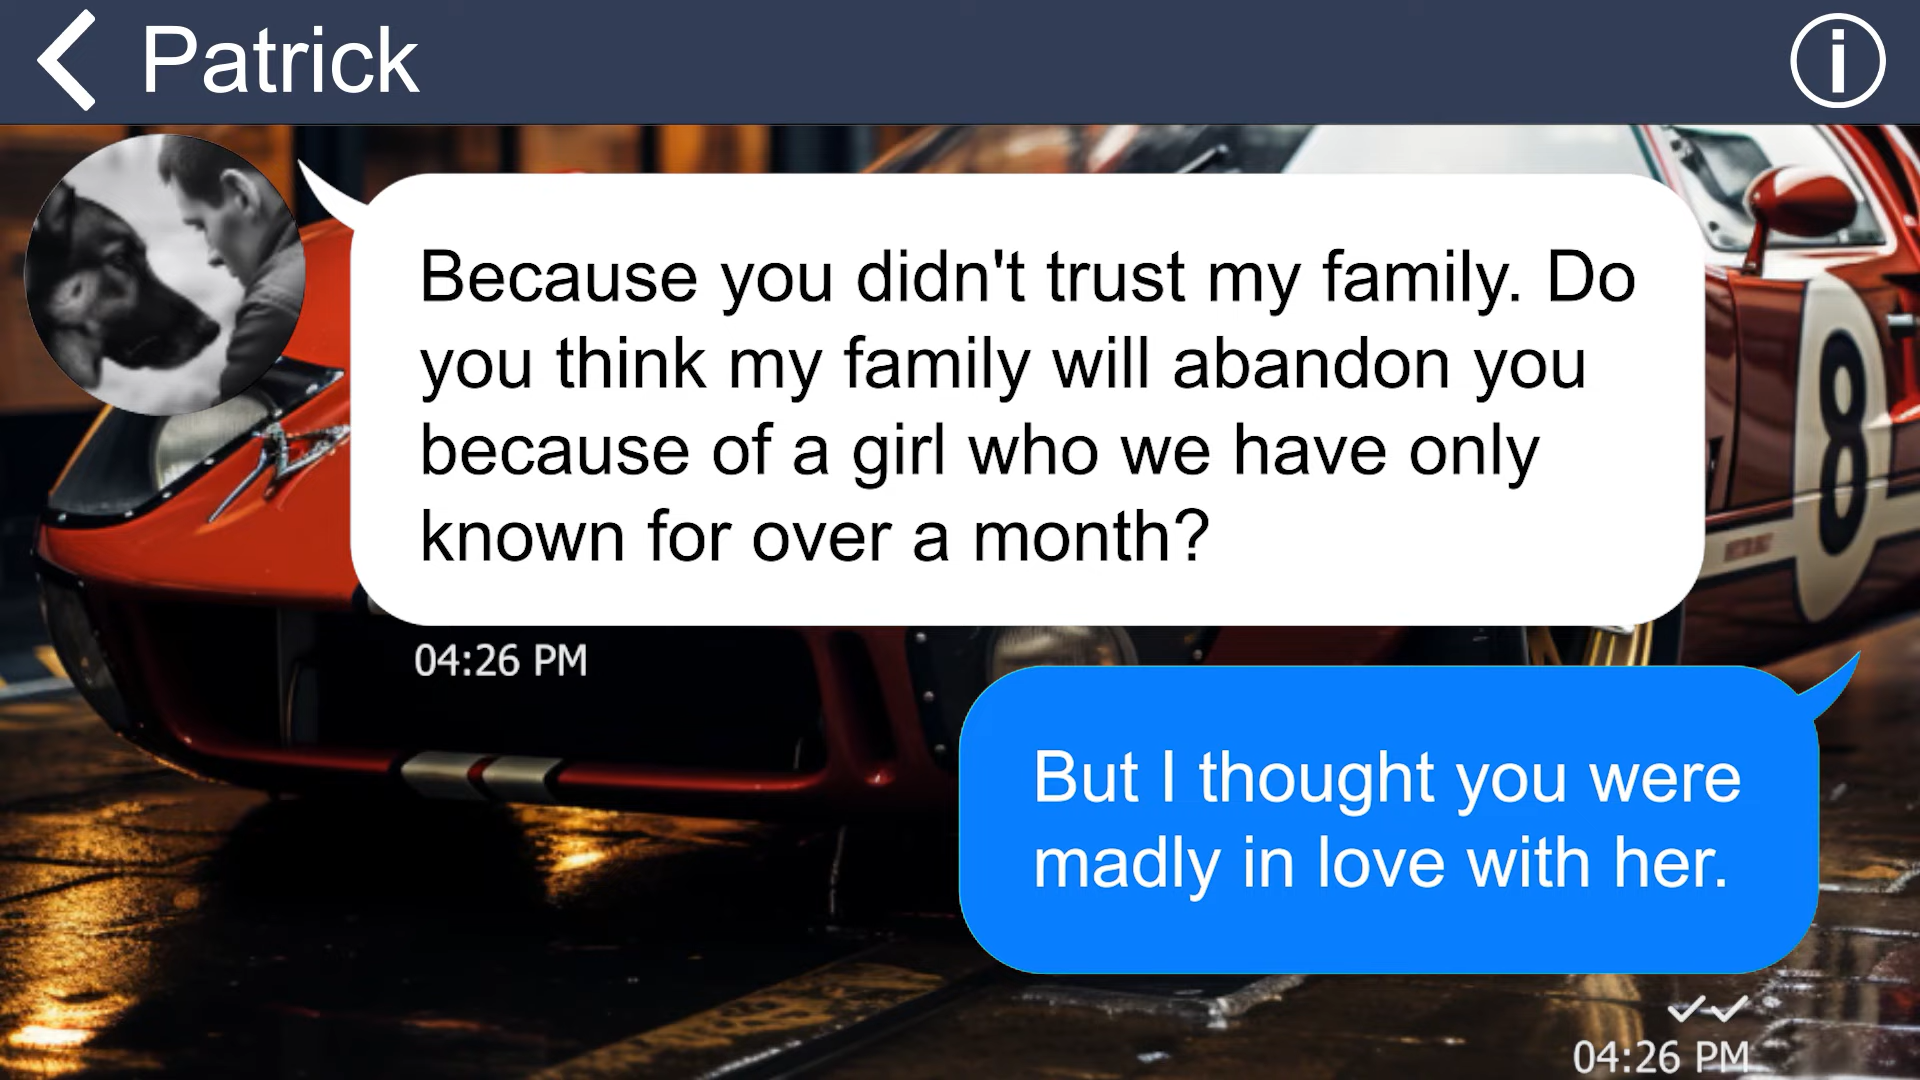 Patrick
Because you didn't trust my family. Do
you think my family will abandon you
because of a girl who we have only
known for over a month?
04:26 PM
8
But I thought you were
madly in love with her.
04:26 PM